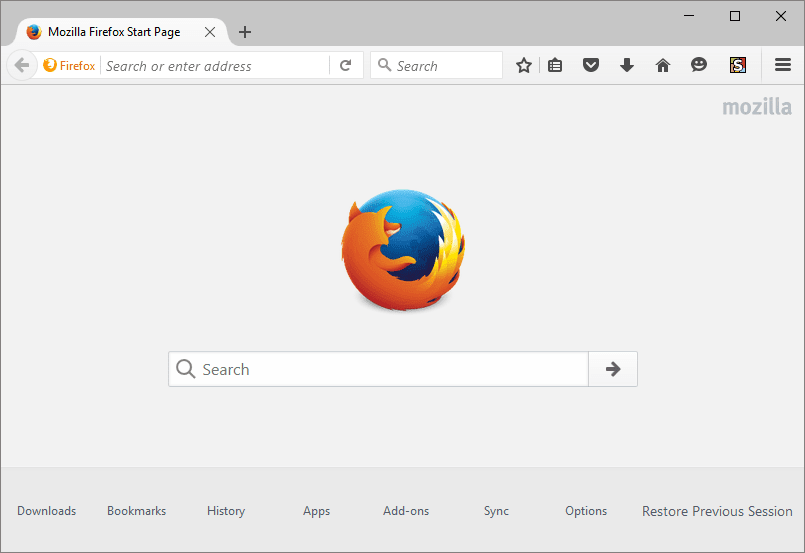 Mozilla Firefox Start Page
Firefox Search or enter address Search S
mozilla
Search
Downloads Bookmarks History Apps Add-ons Sync Options Restore Previous Session